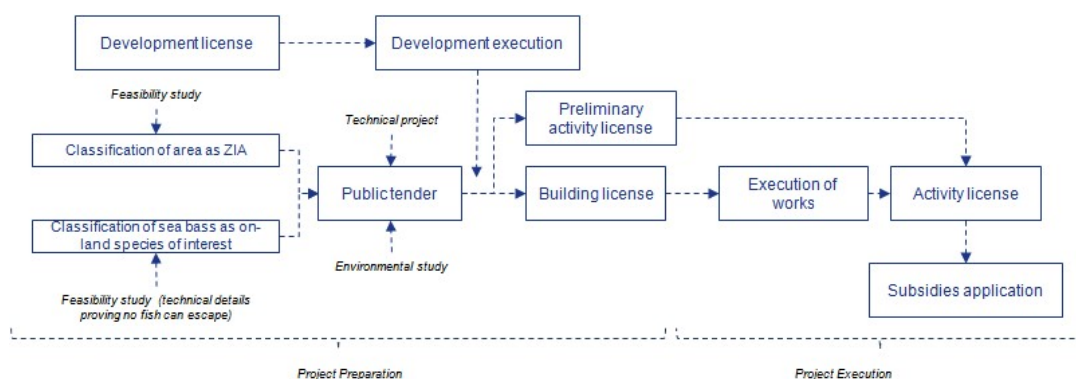 Development license
Development execution
Feasibility study
Technical project
Preliminary
activity license
Classification of area as ZIA
Public tender
Building license
Execution of
works
Activity license
Classification of sea bass as on-
land species of interest
Environmental study
Subsidies application
Feasibility study (technical details
proving no fish can escape)
Project Preparation
Project Execution